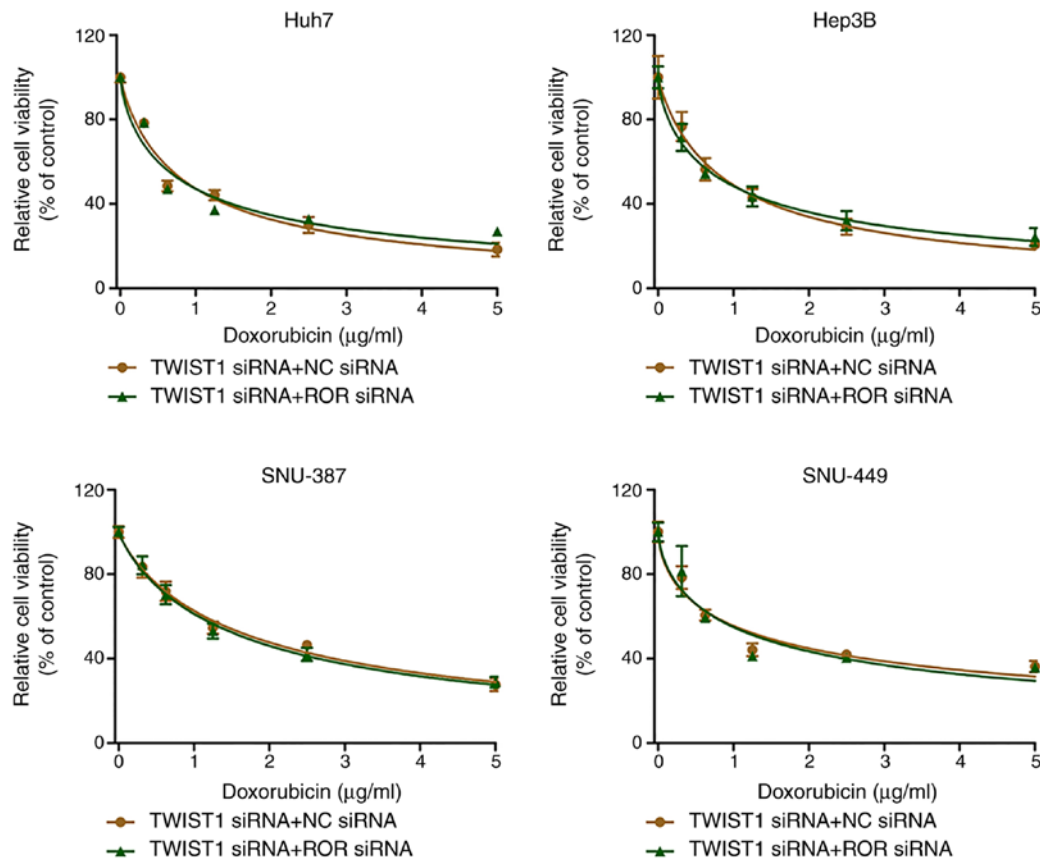 Huh7
120
80
40
0
Relative cell viability
(% of control)
0 1 2 3 4 5
Doxorubicin (μg/ml)
TWIST1 siRNA+NC siRNA
TWIST1 siRNA+ROR siRNA
Hep3B
120
80
40
0
Relative cell viability
(% of control)
0 1 2 3 4 5
Doxorubicin (μg/ml)
TWIST1 siRNA+NC siRNA
TWIST1 siRNA+ROR siRNA
SNU-387
120
80
40
0
Relative cell viability
(% of control)
0 1 2 3 4 5
Doxorubicin (μg/ml)
TWIST1 siRNA+NC siRNA
TWIST1 siRNA+ROR siRNA
SNU-449
120
80
40
0
Relative cell viability
(% of control)
0 1 2 3 4 5
Doxorubicin (μg/ml)
TWIST1 siRNA+NC siRNA
TWIST1 siRNA+ROR siRNA